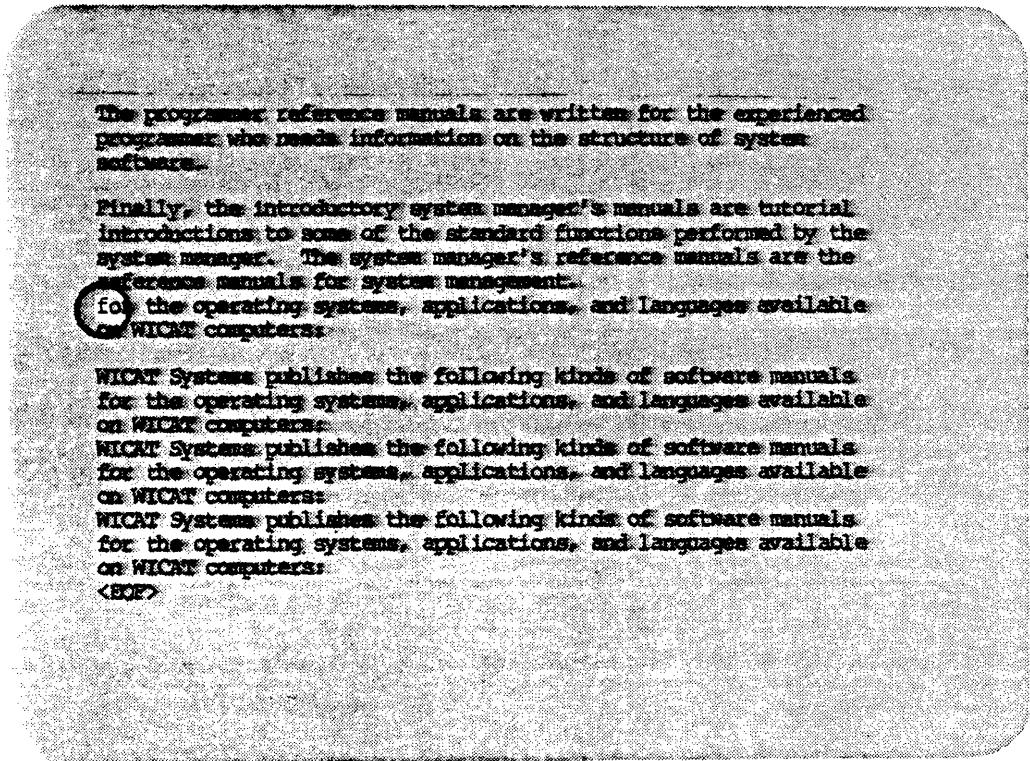 The programmer reference manuals are written for the experienced
programmer who needs information on the structure of system
software.
Finally, the introductory system manager's manuals are tutorial
introductions to some of the standard functions performed by the
system manager. The system manager's reference manuals are the
reference manuals for system management.
for the operating systems, applications, and languages available
on WICAT computers:
WICAT Systems publishes the following kinds of software manuals
for the operating systems, applications, and languages available
on WICAT computers:
WICAT Systems publishes the following kinds of software manuals
for the operating systems, applications, and languages available
on WICAT computers:
WICAT Systems publishes the following kinds of software manuals
for the operating systems, applications, and languages available
on WICAT computers:
<EOF>